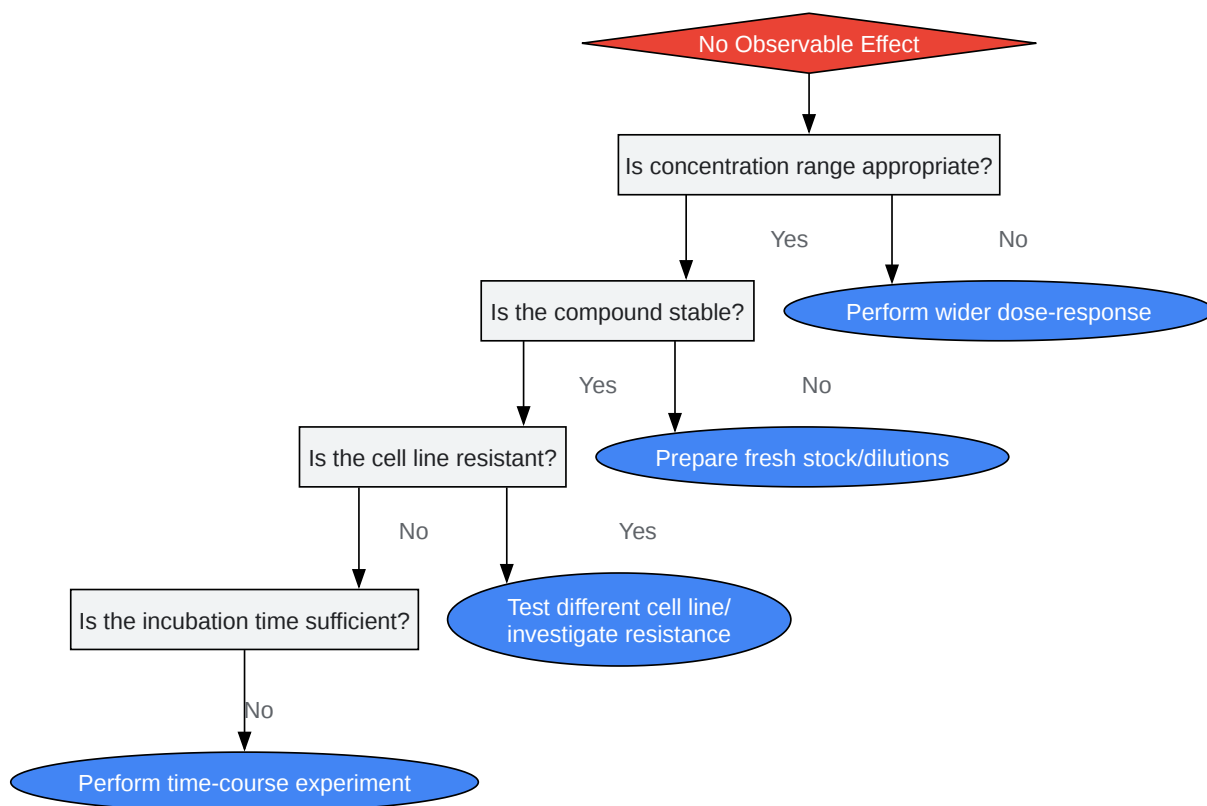 No Observable Effect
Is concentration range appropriate?
Yes
No
Is the compound stable?
Perform wider dose-response
Yes
No
Is the cell line resistant?
Prepare fresh stock/dilutions
No
Yes
Is the incubation time sufficient?
Test different cell line/
investigate resistance
No
Perform time-course experiment